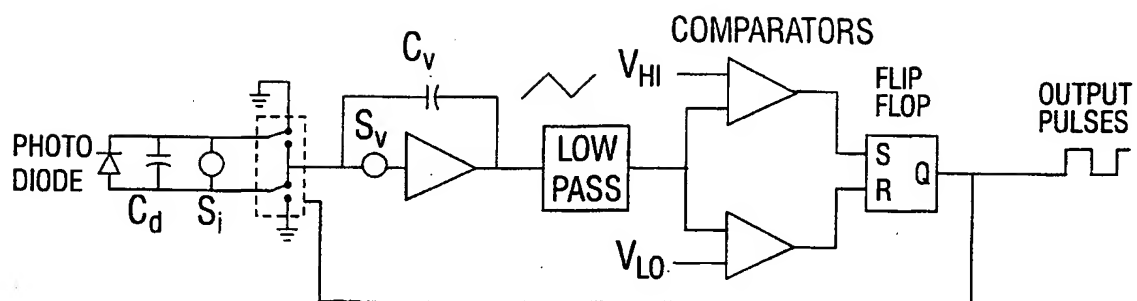 COMPARATORS
C_v
V_HI
FLIP
FLOP
OUTPUT
PULSES
PHOTO
DIODE
S_v
LOW
PASS
S
R
Q
C_d
S_i
V_LO